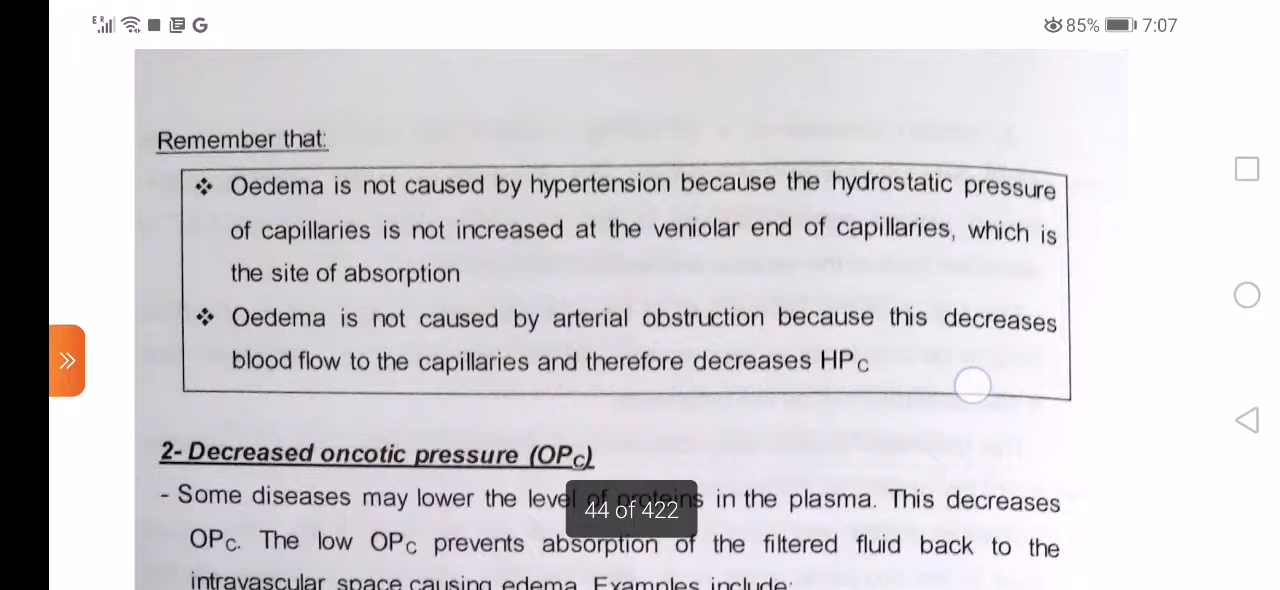 85% 7:07
Remember that:
❖ Oedema is not caused by hypertension because the hydrostatic pressure
of capillaries is not increased at the veniolar end of capillaries, which is
the site of absorption
❖ Oedema is not caused by arterial obstruction because this decreases
blood flow to the capillaries and therefore decreases HPC
2- Decreased oncotic pressure (OPC)
- Some diseases may lower the level of proteins in the plasma. This decreases
44 of 422
OPC. The low OPC prevents absorption of the filtered fluid back to the
intravascular space causing edema. Examples include: